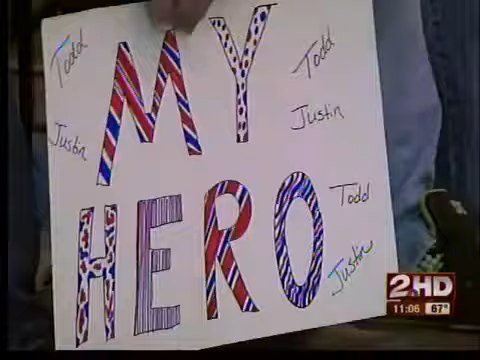 Todd MY Todd
Justin Justin
HERO Todd
Justin
2HD
11:06 67°